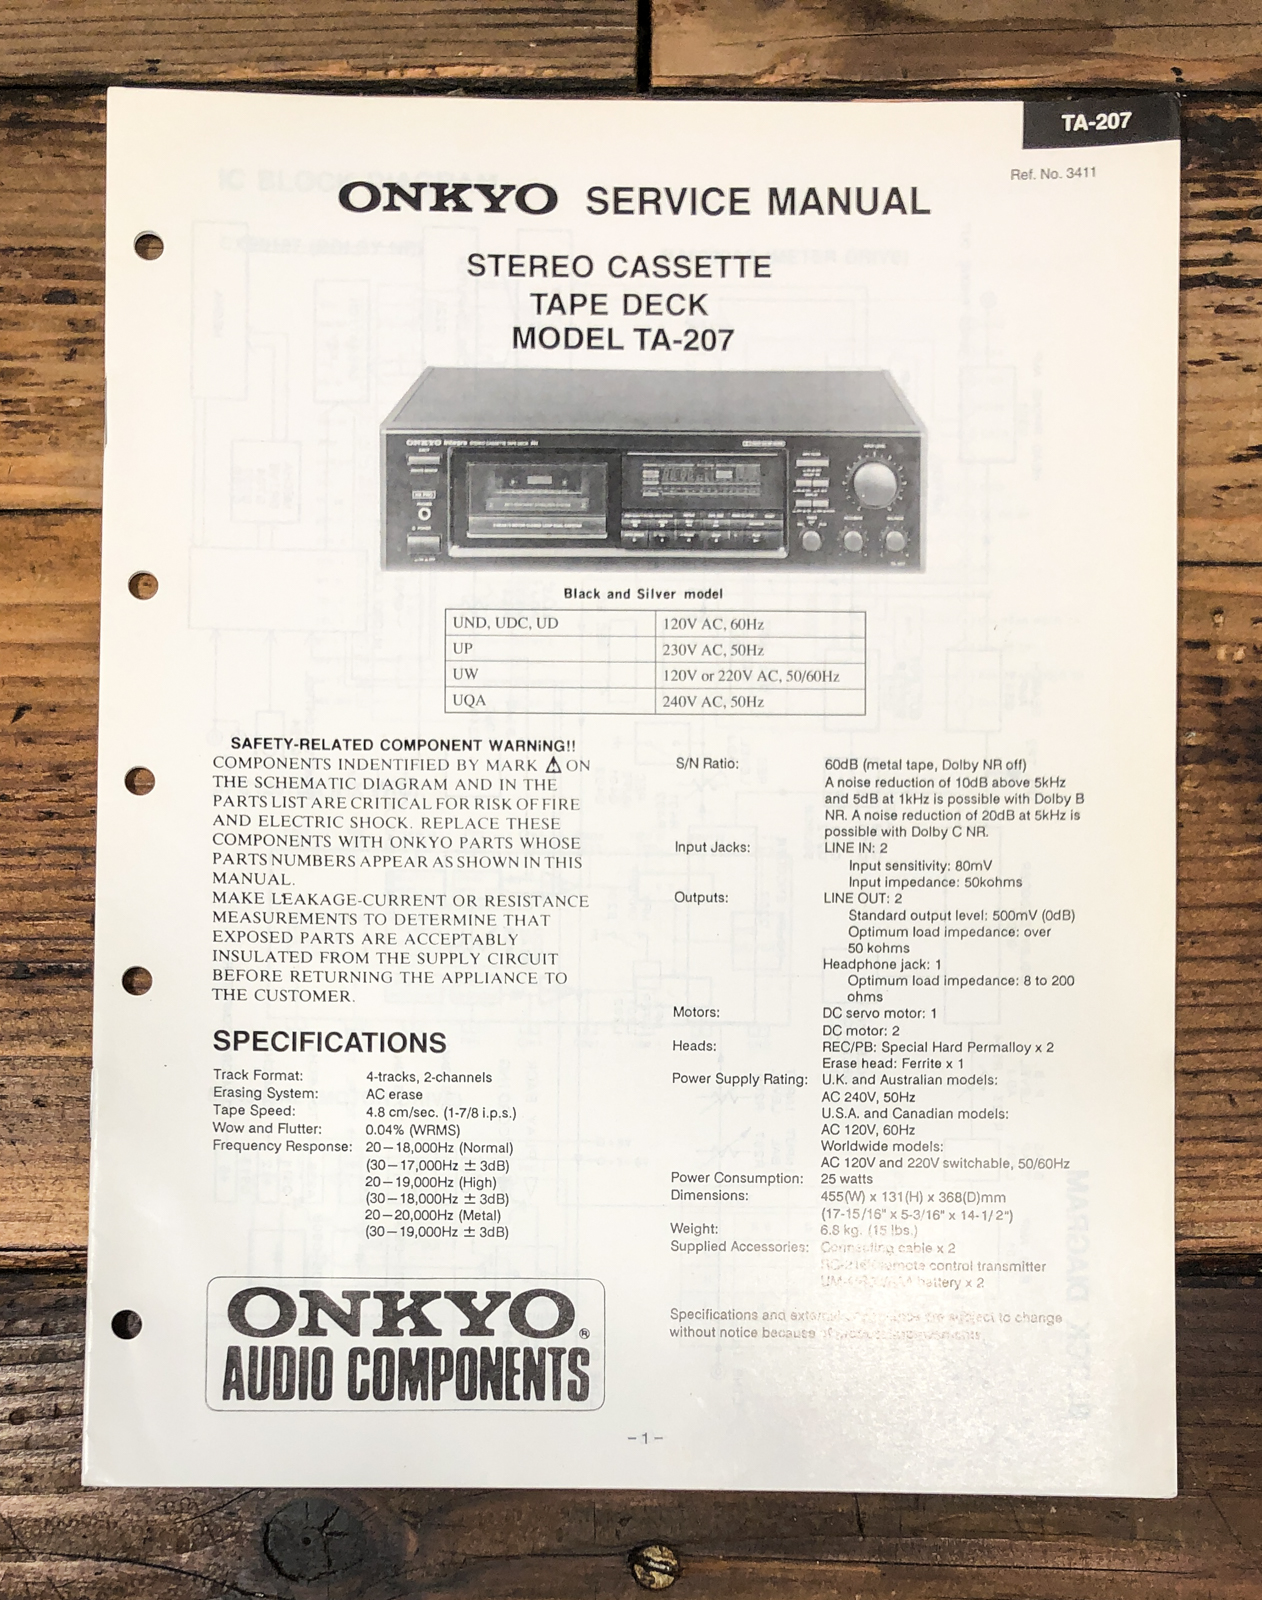 TA-207
Ref. No. 3411
ONKYO SERVICE MANUAL
STEREO CASSETTE
TAPE DECK
MODEL TA-207
ONKYO Integra STEREO CASSETTE TAPE DECK
Black and Silver model
UND, UDC, UD 120V AC, 60Hz
UP 230V AC, 50Hz
UW 120V or 220V AC, 50/60Hz
UQA 240V AC, 50Hz
SAFETY-RELATED COMPONENT WARNiNG!!
COMPONENTS INDENTIFIED BY MARK ⚠ ON
THE SCHEMATIC DIAGRAM AND IN THE
PARTS LIST ARE CRITICAL FOR RISK OF FIRE
AND ELECTRIC SHOCK. REPLACE THESE
COMPONENTS WITH ONKYO PARTS WHOSE
PARTS NUMBERS APPEAR AS SHOWN IN THIS
MANUAL.
MAKE LEAKAGE-CURRENT OR RESISTANCE
MEASUREMENTS TO DETERMINE THAT
EXPOSED PARTS ARE ACCEPTABLY
INSULATED FROM THE SUPPLY CIRCUIT
BEFORE RETURNING THE APPLIANCE TO
THE CUSTOMER.
SPECIFICATIONS
Track Format: 4-tracks, 2-channels
Erasing System: AC erase
Tape Speed: 4.8 cm/sec. (1-7/8 i.p.s.)
Wow and Flutter: 0.04% (WRMS)
Frequency Response: 20—18,000Hz (Normal)
(30—17,000Hz ± 3dB)
20—19,000Hz (High)
(30—18,000Hz ± 3dB)
20—20,000Hz (Metal)
(30—19,000Hz ± 3dB)
S/N Ratio: 60dB (metal tape, Dolby NR off)
A noise reduction of 10dB above 5kHz
and 5dB at 1kHz is possible with Dolby B
NR. A noise reduction of 20dB at 5kHz is
possible with Dolby C NR.
Input Jacks: LINE IN: 2
Input sensitivity: 80mV
Input impedance: 50kohms
Outputs: LINE OUT: 2
Standard output level: 500mV (0dB)
Optimum load impedance: over
50 kohms
Headphone jack: 1
Optimum load impedance: 8 to 200
ohms
Motors: DC servo motor: 1
DC motor: 2
Heads: REC/PB: Special Hard Permalloy x 2
Erase head: Ferrite x 1
Power Supply Rating: U.K. and Australian models:
AC 240V, 50Hz
U.S.A. and Canadian models:
AC 120V, 60Hz
Worldwide models:
AC 120V and 220V switchable, 50/60Hz
Power Consumption: 25 watts
Dimensions: 455(W) x 131(H) x 368(D)mm
(17-15/16" x 5-3/16" x 14-1/2")
Weight: 6.8 kg. (15 lbs.)
Supplied Accessories: Connecting cable x 2
remote control transmitter
battery x 2
Specifications and are subject to change
without notice because
ONKYO®
AUDIO COMPONENTS
– 1 –